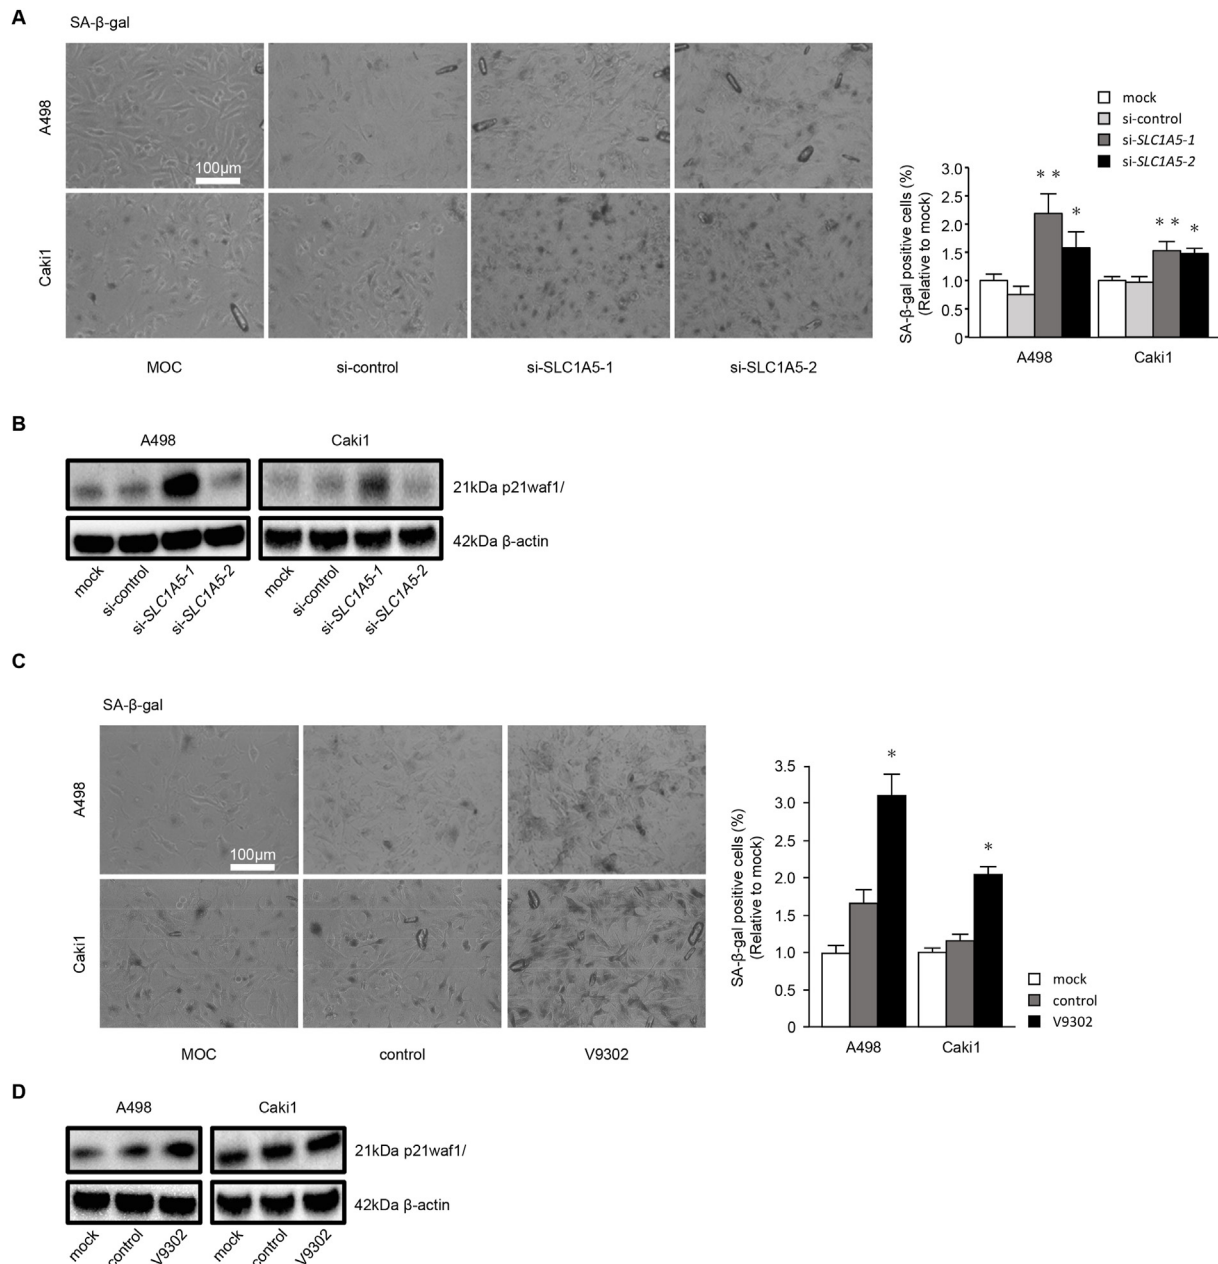 A
SA-β-gal
A498
100µm
Caki1
MOC
si-control
si-SLC1A5-1
si-SLC1A5-2
mock
si-control
si-SLC1A5-1
si-SLC1A5-2
SA-β-gal positive cells (%)
(Relative to mock)
3.0
2.5
2.0
1.5
1.0
0.5
0
* *
*
* *
*
A498
Caki1
B
A498
Caki1
21kDa p21waf1/
42kDa β-actin
mock
si-control
si-SLC1A5-1
si-SLC1A5-2
mock
si-control
si-SLC1A5-1
si-SLC1A5-2
C
SA-β-gal
A498
100µm
Caki1
MOC
control
V9302
SA-β-gal positive cells (%)
(Relative to mock)
3.5
3.0
2.5
2.0
1.5
1.0
0.5
0
*
*
A498
Caki1
mock
control
V9302
D
A498
Caki1
21kDa p21waf1/
42kDa β-actin
mock
control
V9302
mock
control
V9302